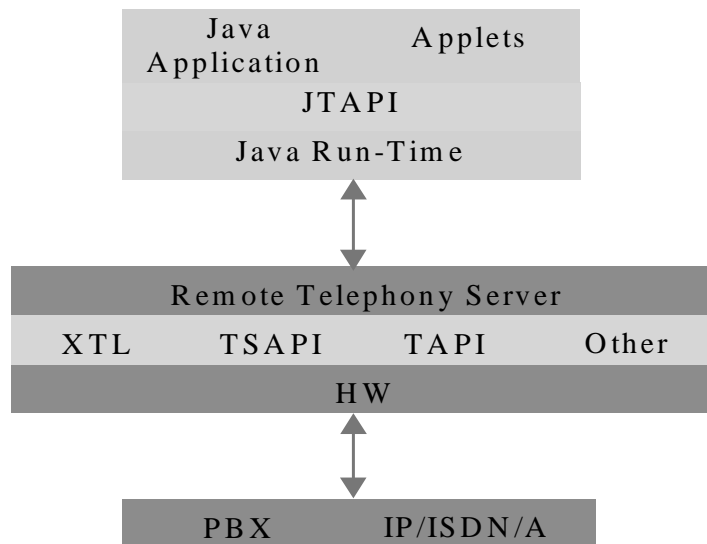 Java Application Applets
JTAPI
Java Run-Time
Remote Telephony Server
XTL TSAPI TAPI Other
HW
PBX IP/ISDN/A